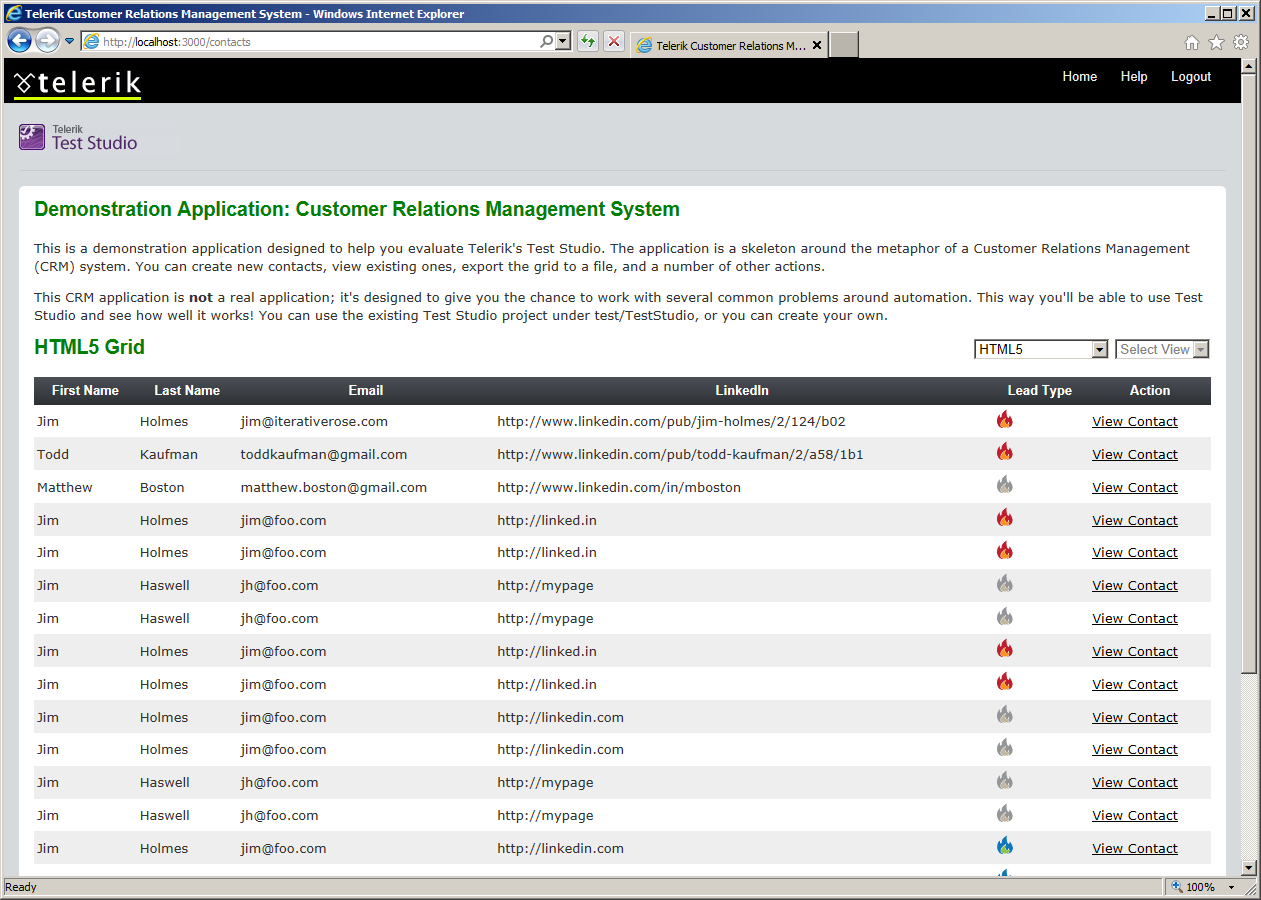 Telerik Customer Relations Management System - Windows Internet Explorer
http://localhost:3000/contacts
Telerik Customer Relations M...
telerik
Home Help Logout
Telerik
Test Studio
Demonstration Application: Customer Relations Management System
This is a demonstration application designed to help you evaluate Telerik's Test Studio. The application is a skeleton around the metaphor of a Customer Relations Management
(CRM) system. You can create new contacts, view existing ones, export the grid to a file, and a number of other actions.
This CRM application is not a real application; it's designed to give you the chance to work with several common problems around automation. This way you'll be able to use Test
Studio and see how well it works! You can use the existing Test Studio project under test/TestStudio, or you can create your own.
HTML5 Grid HTML5 Select View
First Name Last Name Email LinkedIn Lead Type Action
Jim Holmes jim@iterativerose.com http://www.linkedin.com/pub/jim-holmes/2/124/b02 View Contact
Todd Kaufman toddkaufman@gmail.com http://www.linkedin.com/pub/todd-kaufman/2/a58/1b1 View Contact
Matthew Boston matthew.boston@gmail.com http://www.linkedin.com/in/mboston View Contact
Jim Holmes jim@foo.com http://linked.in View Contact
Jim Holmes jim@foo.com http://linked.in View Contact
Jim Haswell jh@foo.com http://mypage View Contact
Jim Haswell jh@foo.com http://mypage View Contact
Jim Holmes jim@foo.com http://linked.in View Contact
Jim Holmes jim@foo.com http://linked.in View Contact
Jim Holmes jim@foo.com http://linkedin.com View Contact
Jim Holmes jim@foo.com http://linkedin.com View Contact
Jim Haswell jh@foo.com http://mypage View Contact
Jim Haswell jh@foo.com http://mypage View Contact
Jim Holmes jim@foo.com http://linkedin.com View Contact
Ready 100%